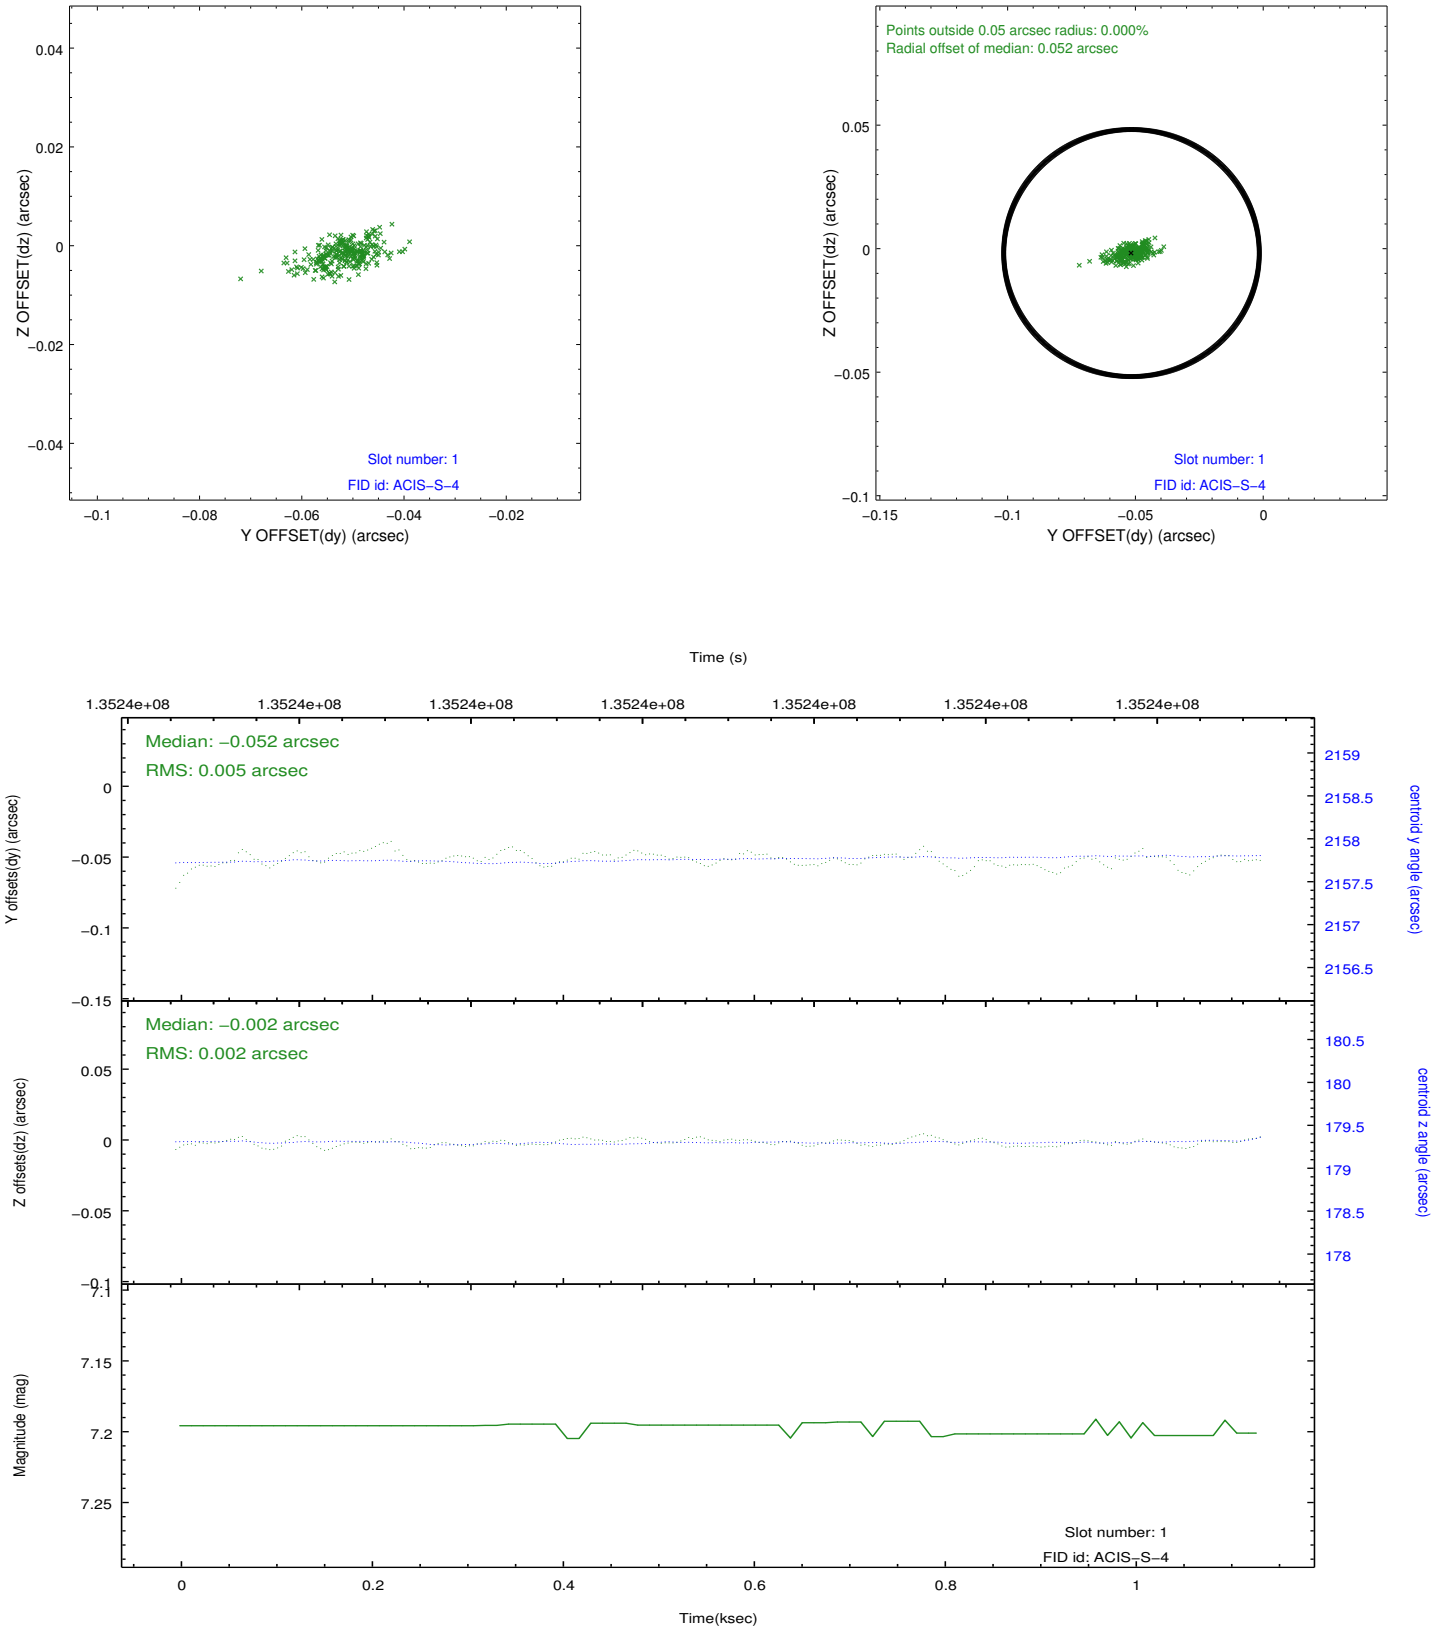 0.04
0.02
0
−0.02
−0.04
Z OFFSET(dz) (arcsec)
Slot number: 1
FID id: ACIS−S−4
−0.1
−0.08
−0.06
−0.04
−0.02
Y OFFSET(dy) (arcsec)
Points outside 0.05 arcsec radius: 0.000%
Radial offset of median: 0.052 arcsec
0.05
0
−0.05
−0.1
Z OFFSET(dz) (arcsec)
Slot number: 1
FID id: ACIS−S−4
−0.15
−0.1
−0.05
0
Y OFFSET(dy) (arcsec)
Time (s)
1.3524e+08
1.3524e+08
1.3524e+08
1.3524e+08
1.3524e+08
1.3524e+08
1.3524e+08
Median: −0.052 arcsec
RMS: 0.005 arcsec
0
−0.05
−0.1
−0.15
Y offsets(dy) (arcsec)
2159
2158.5
2158
2157.5
2157
2156.5
centroid y angle (arcsec)
Median: −0.002 arcsec
RMS: 0.002 arcsec
0.05
0
−0.05
−0.1
Z offsets(dz) (arcsec)
180.5
180
179.5
179
178.5
178
centroid z angle (arcsec)
7.1
7.15
7.2
7.25
Magnitude (mag)
Slot number: 1
FID id: ACIS−S−4
0
0.2
0.4
0.6
0.8
1
Time(ksec)